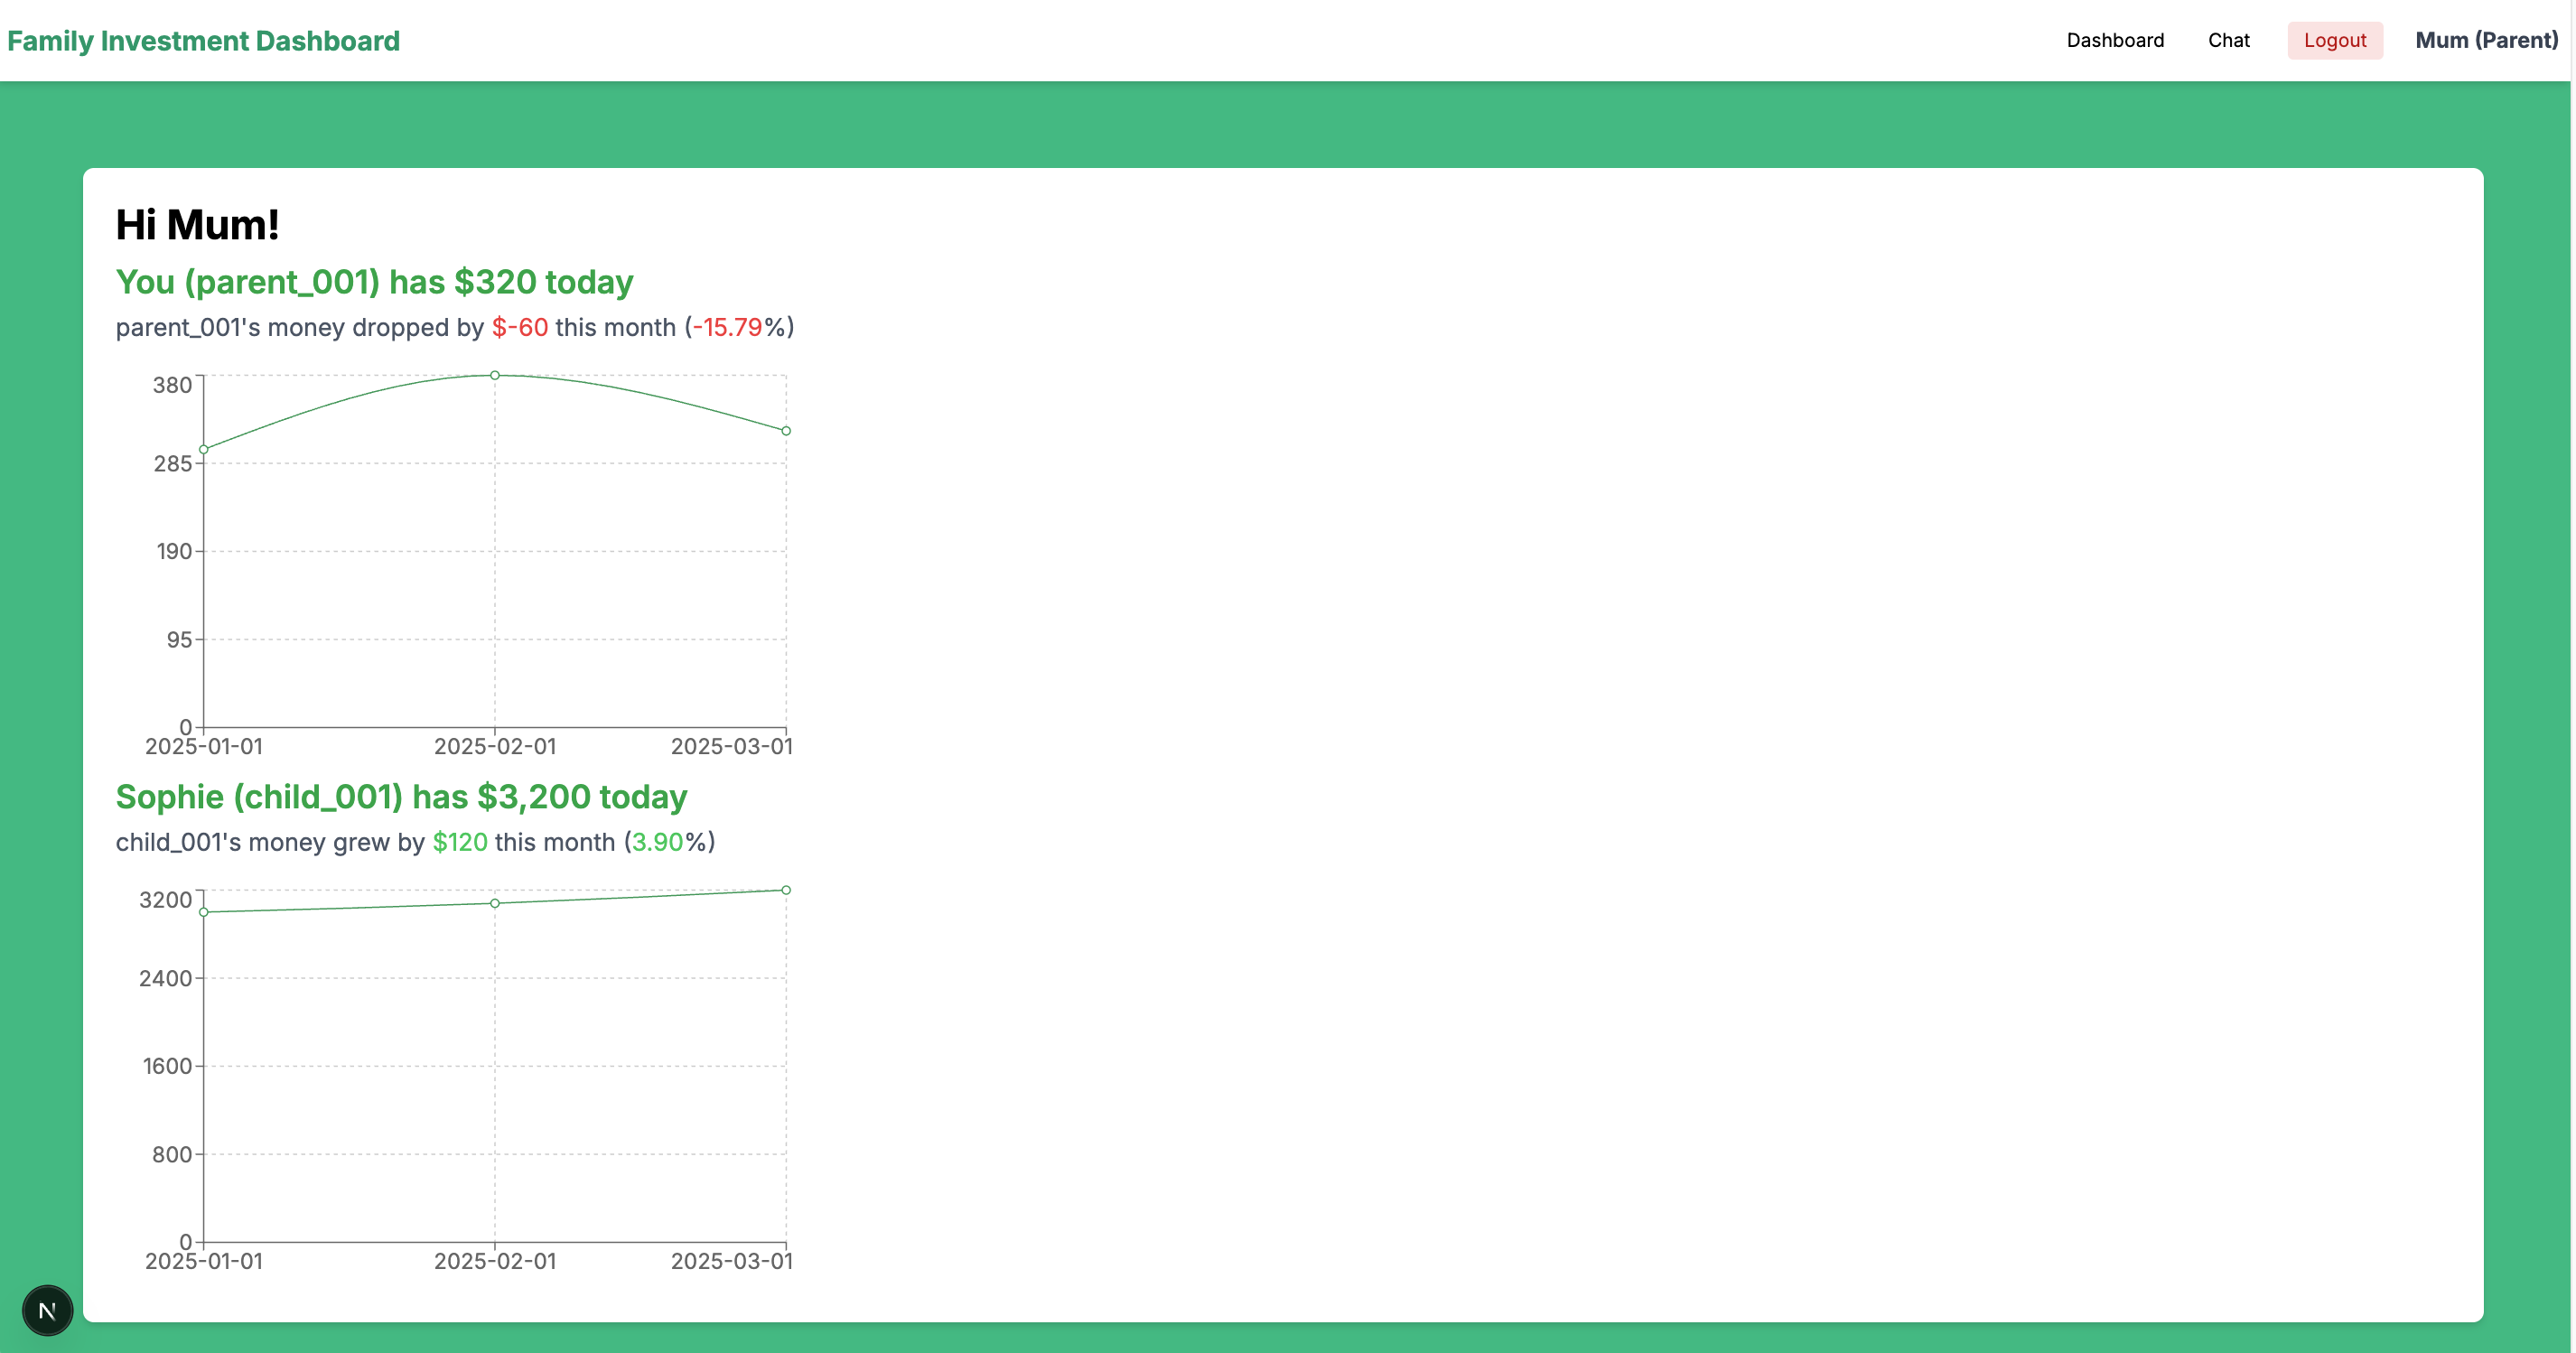 Family Investment Dashboard
Dashboard Chat Logout Mum (Parent)
Hi Mum!
You (parent_001) has $320 today
parent_001's money dropped by $-60 this month (-15.79%)
380
285
190
95
0
2025-01-01 2025-02-01 2025-03-01
Sophie (child_001) has $3,200 today
child_001's money grew by $120 this month (3.90%)
3200
2400
1600
800
0
2025-01-01 2025-02-01 2025-03-01
N